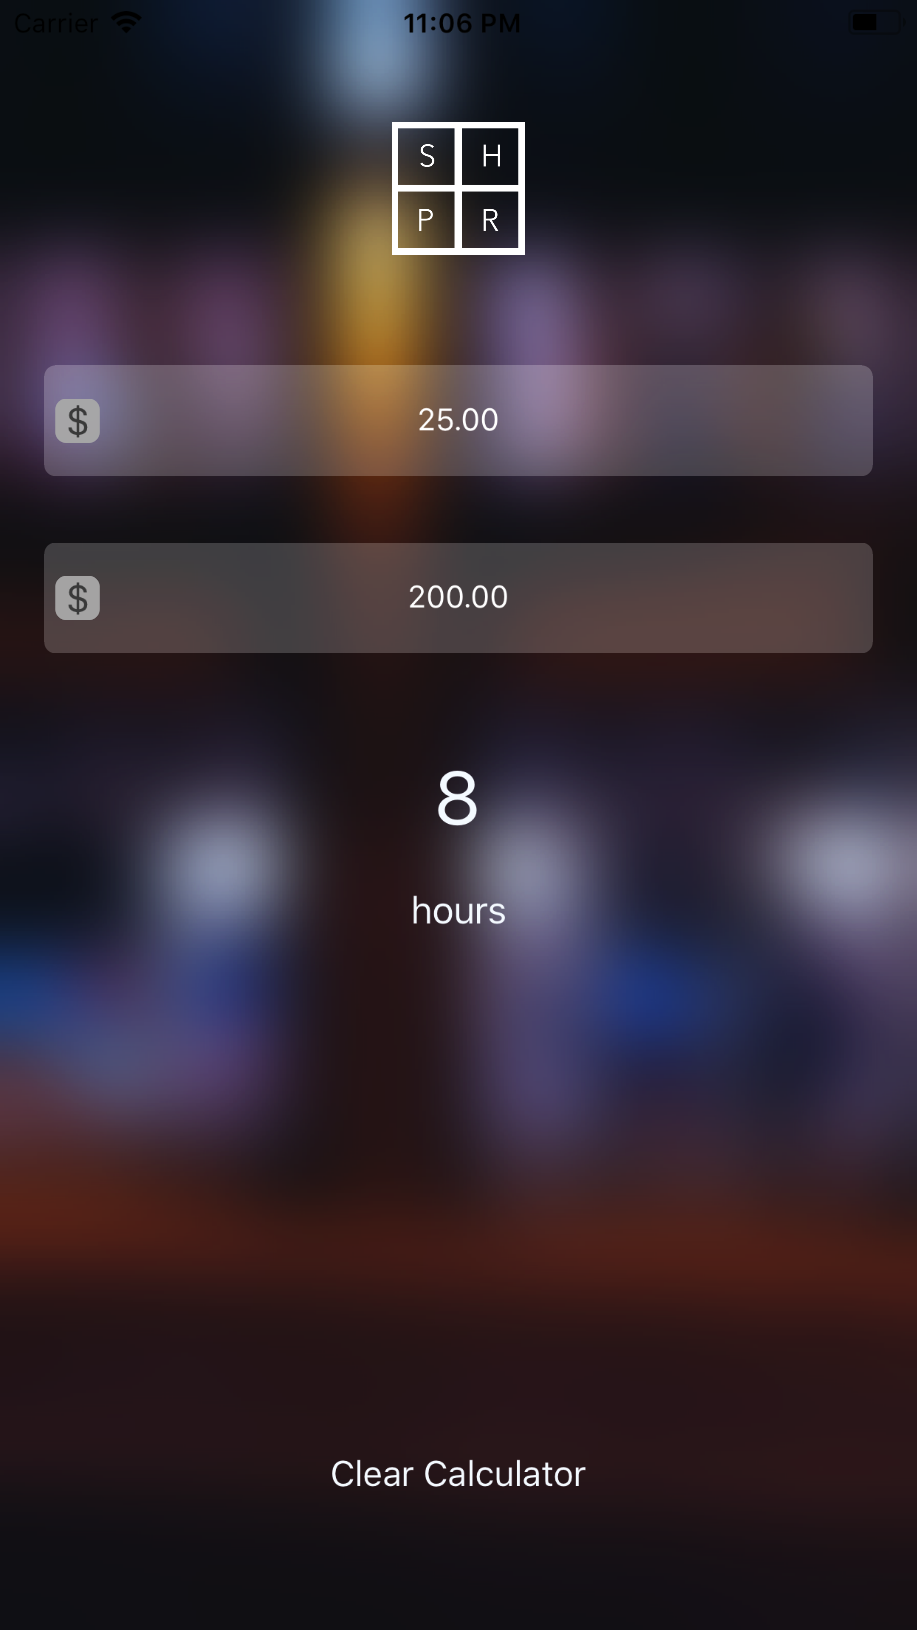 Carrier 11:06 PM
S H
P R
$ 25.00
$ 200.00
8
hours
Clear Calculator